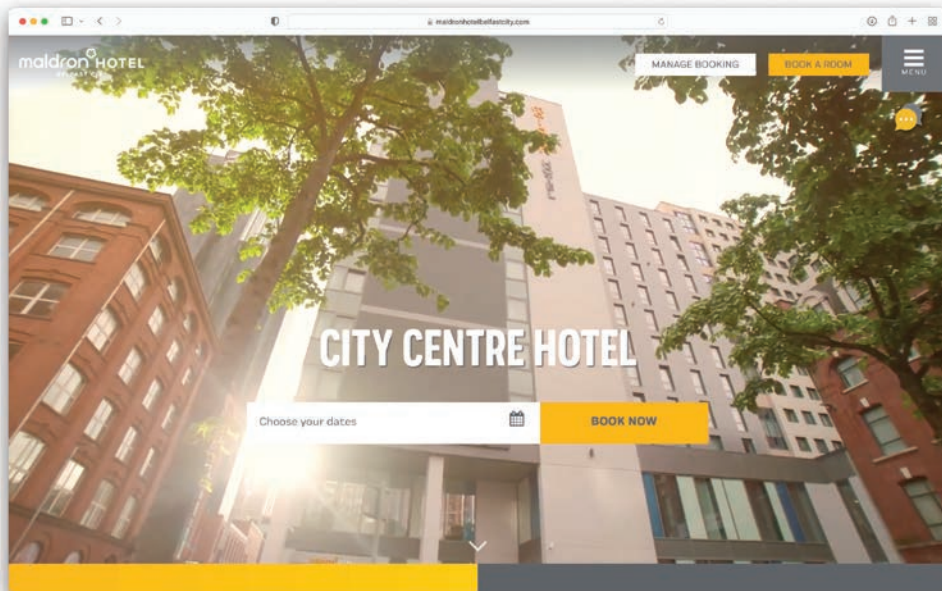 maldronhotelbelfastcity.com
maldron HOTEL
BELFAST CITY
MANAGE BOOKING
BOOK A ROOM
MENU
CITY CENTRE HOTEL
Choose your dates
BOOK NOW